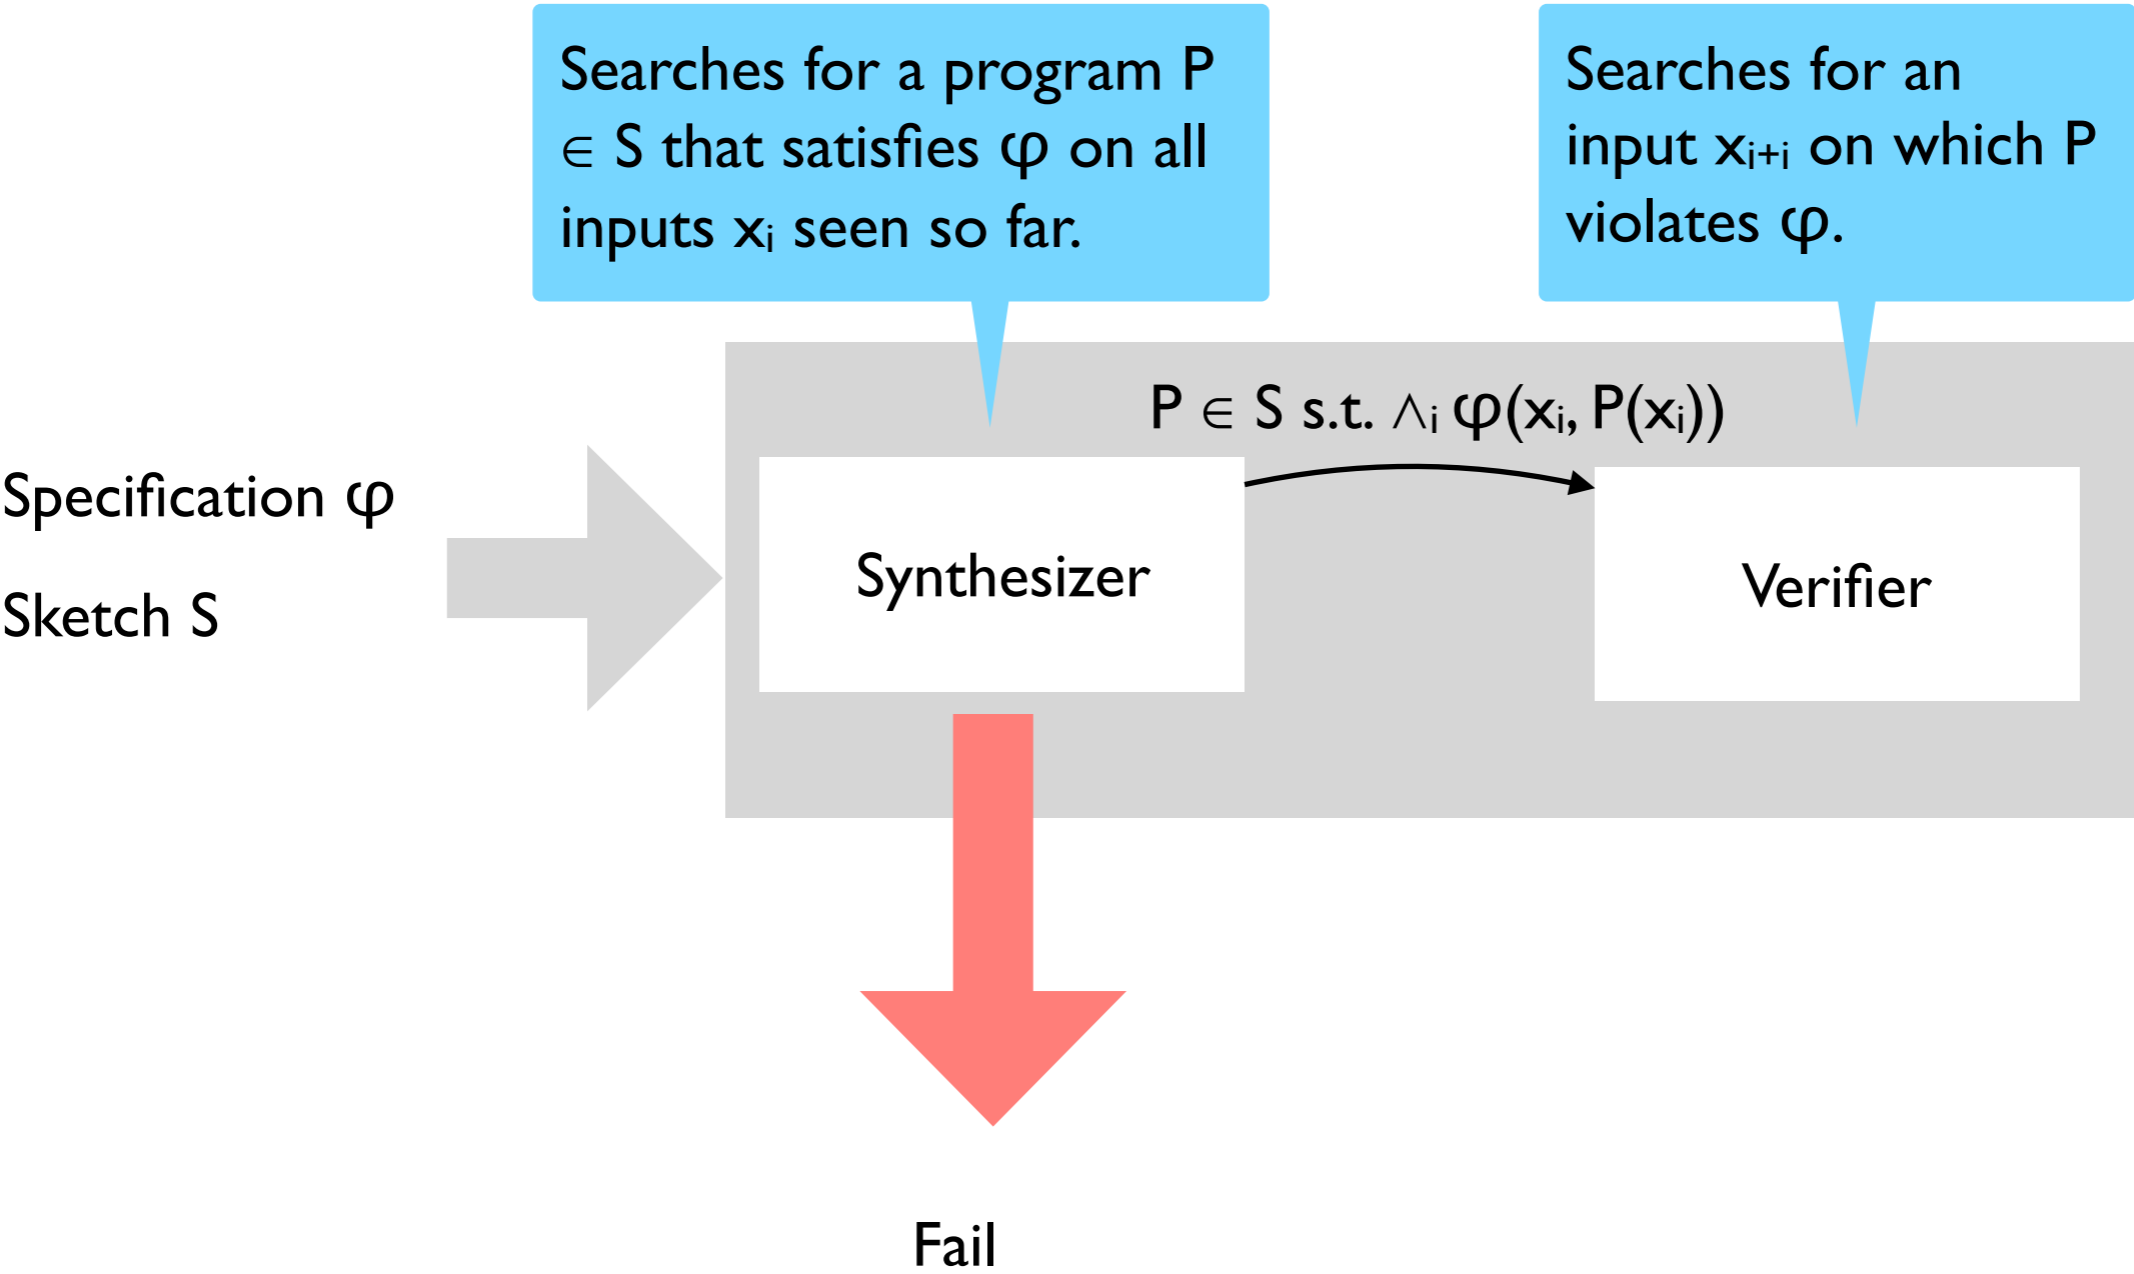 Searches for a program P
∈ S that satisfies φ on all
inputs xᵢ seen so far.
Searches for an
input xᵢ₊ᵢ on which P
violates φ.
P ∈ S s.t. ∧ᵢ φ(xᵢ, P(xᵢ))
Specification φ
Sketch S
Synthesizer
Verifier
Fail